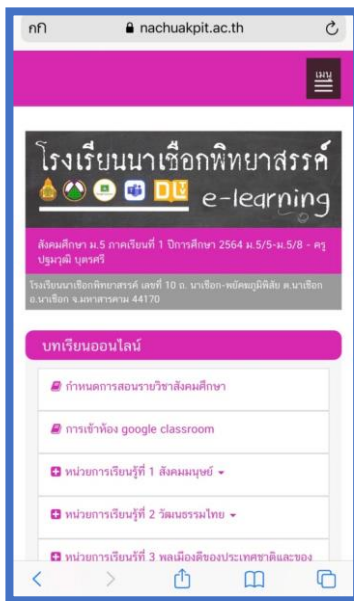 กกา nachuakpit.ac.th
เมนู
โรงเรียนนาเชือกพิทยาสรรค์
DLTV
e-learning
สังคมศึกษา ม.5 ภาคเรียนที่ 1 ปีการศึกษา 2564 ม.5/5-ม.5/8 - ครู
ปฐมวุฒิ บุตรศรี
โรงเรียนนาเชือกพิทยาสรรค์ เลขที่ 10 ถ. นาเชือก-พยัคฆภูมิพิสัย ต.นาเชือก
อ.นาเชือก จ.มหาสารคาม 44170
บทเรียนออนไลน์
กำหนดการสอนรายวิชาสังคมศึกษา
การเข้าห้อง google classroom
หน่วยการเรียนรู้ที่ 1 สังคมมนุษย์
หน่วยการเรียนรู้ที่ 2 วัฒนธรรมไทย
หน่วยการเรียนรู้ที่ 3 พลเมืองดีของประเทศชาติและของ